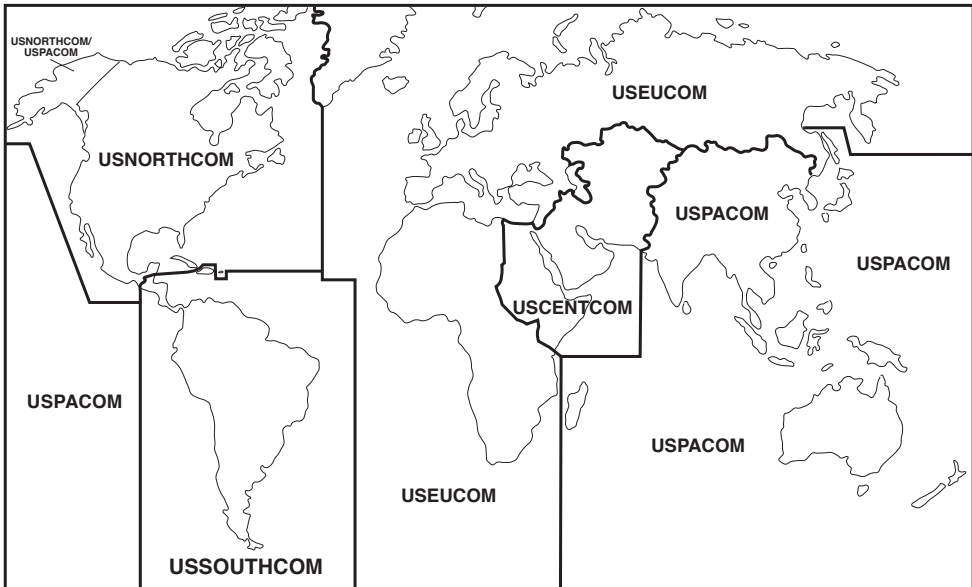 USNORTHCOM/
USPACOM
USEUCOM
USNORTHCOM
USPACOM
USPACOM
USCENTCOM
USPACOM
USPACOM
USEUCOM
USSOUTHCOM